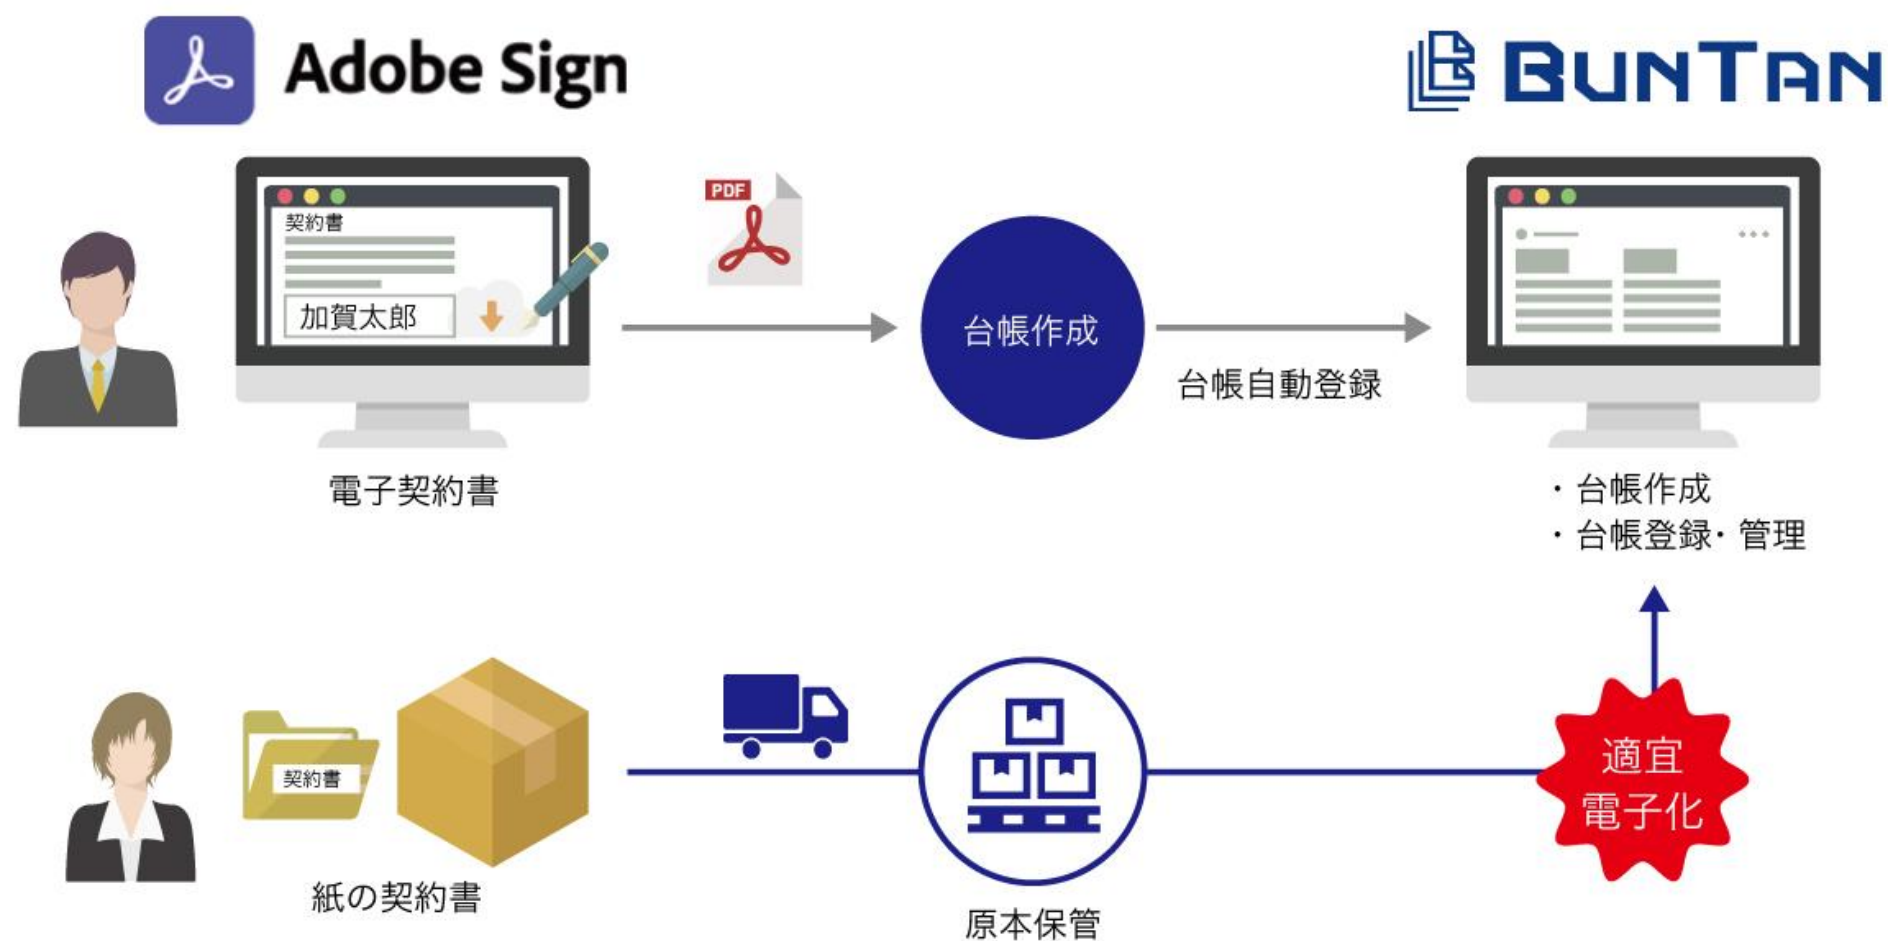 Adobe Sign
BUNTAN
契約書
加賀太郎
PDF
台帳作成
台帳自動登録
電子契約書
・台帳作成
・台帳登録・管理
契約書
紙の契約書
原本保管
適宜
電子化